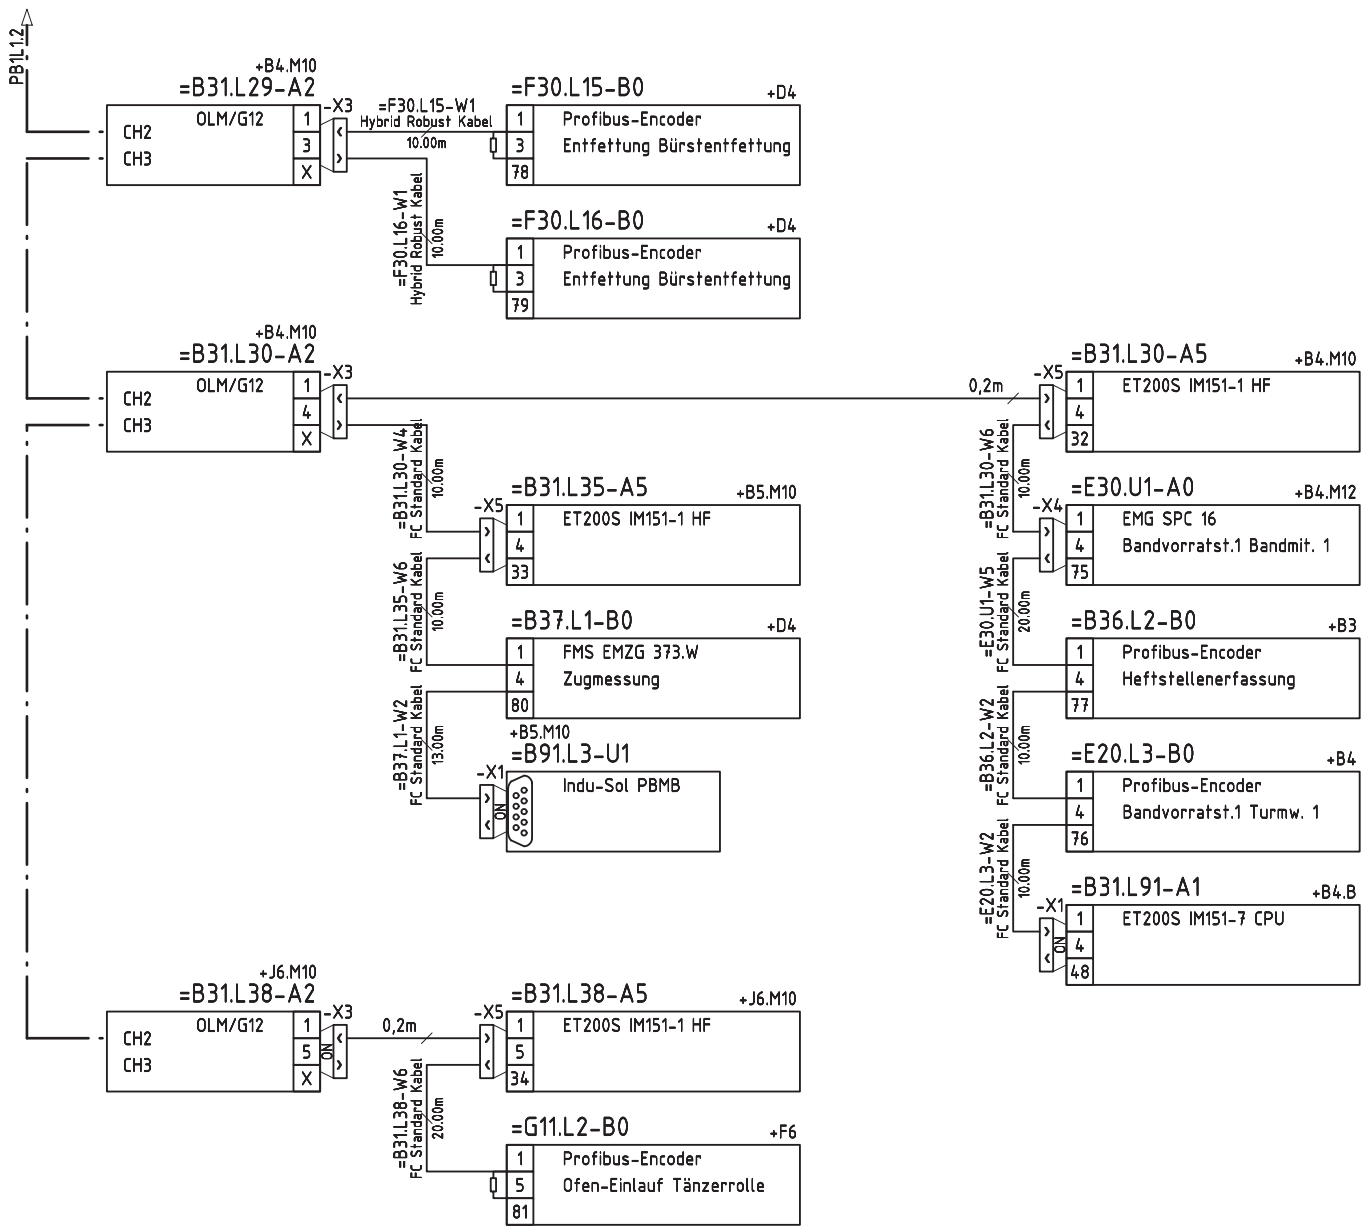 PB1L1.2
+B4.M10
=B31.L29-A2
OLM/G12
CH2
CH3
1
3
X
-X3
=F30.L15-W1
Hybrid Robust Kabel
10.00m
=F30.L15-B0
+D4
1
3
78
Profibus-Encoder
Entfettung Bürstentfettung
=F30.L16-W1
Hybrid Robust Kabel
10.00m
=F30.L16-B0
+D4
1
3
79
Profibus-Encoder
Entfettung Bürstentfettung
+B4.M10
=B31.L30-A2
OLM/G12
CH2
CH3
1
4
X
-X3
0,2m
-X5
=B31.L30-A5
+B4.M10
1
4
32
ET200S IM151-1 HF
=B31.L30-W4
FC Standard Kabel
10.00m
-X5
=B31.L35-A5
+B5.M10
1
4
33
ET200S IM151-1 HF
=B31.L30-W6
FC Standard Kabel
10.00m
-X4
=E30.U1-A0
+B4.M12
1
4
75
EMG SPC 16
Bandvorratst.1 Bandmit. 1
=B31.L35-W6
FC Standard Kabel
10.00m
=B37.L1-B0
+D4
1
4
80
FMS EMZG 373.W
Zugmessung
=E30.U1-W5
FC Standard Kabel
20.00m
=B36.L2-B0
+B3
1
4
77
Profibus-Encoder
Heftstellenerfassung
=B37.L1-W2
FC Standard Kabel
13.00m
+B5.M10
=B91.L3-U1
-X1
ON
Indu-Sol PBMB
=B36.L2-W2
FC Standard Kabel
10.00m
=E20.L3-B0
+B4
1
4
76
Profibus-Encoder
Bandvorratst.1 Turmw. 1
=E20.L3-W2
FC Standard Kabel
10.00m
-X1
ON
=B31.L91-A1
+B4.B
1
4
48
ET200S IM151-7 CPU
+J6.M10
=B31.L38-A2
OLM/G12
CH2
CH3
1
5
X
-X3
ON
0,2m
-X5
=B31.L38-A5
+J6.M10
1
5
34
ET200S IM151-1 HF
=B31.L38-W6
FC Standard Kabel
20.00m
=G11.L2-B0
+F6
1
5
81
Profibus-Encoder
Ofen-Einlauf Tänzerrolle